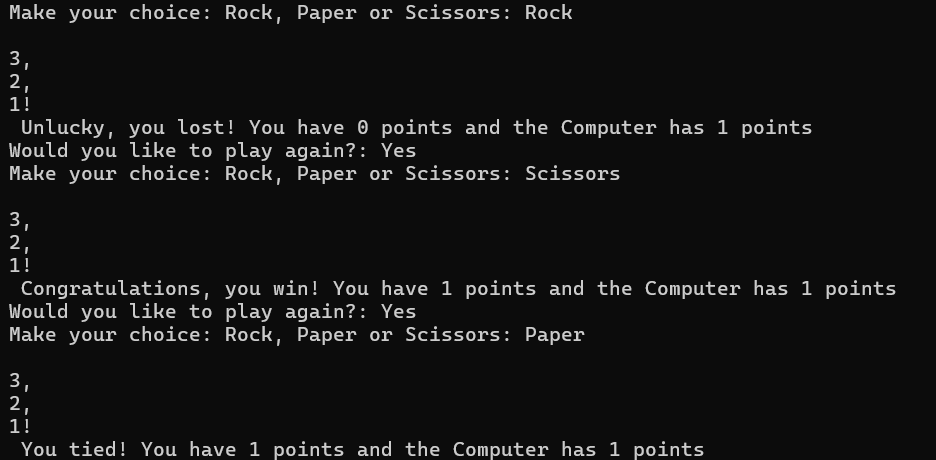 Make your choice: Rock, Paper or Scissors: Rock
3,
2,
1!
Unlucky, you lost! You have 0 points and the Computer has 1 points
Would you like to play again?: Yes
Make your choice: Rock, Paper or Scissors: Scissors
3,
2,
1!
Congratulations, you win! You have 1 points and the Computer has 1 points
Would you like to play again?: Yes
Make your choice: Rock, Paper or Scissors: Paper
3,
2,
1!
You tied! You have 1 points and the Computer has 1 points